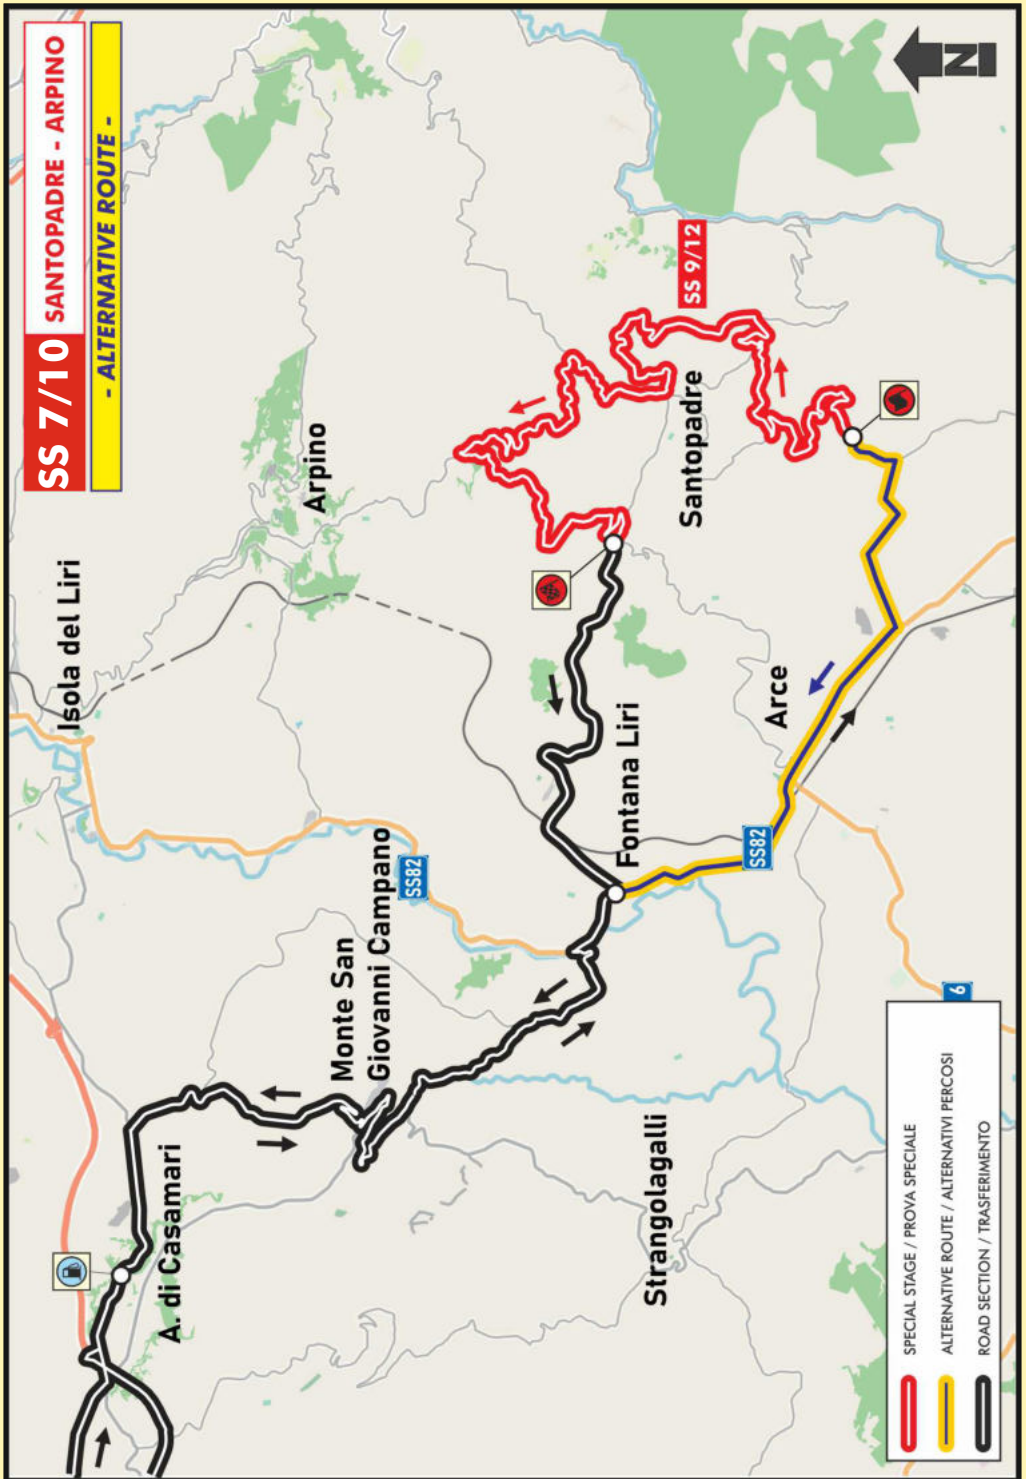 SS 7/10 SANTOPADRE - ARPINO
- ALTERNATIVE ROUTE -
N
Isola del Liri
Arpino
SS 9/12
Santopadre
SS82
Monte San
Giovanni Campano
Fontana Liri
Arce
SS82
A. di Casamari
Strangolagalli
6
SPECIAL STAGE / PROVA SPECIALE
ALTERNATIVE ROUTE / ALTERNATIVI PERCOSI
ROAD SECTION / TRASFERIMENTO